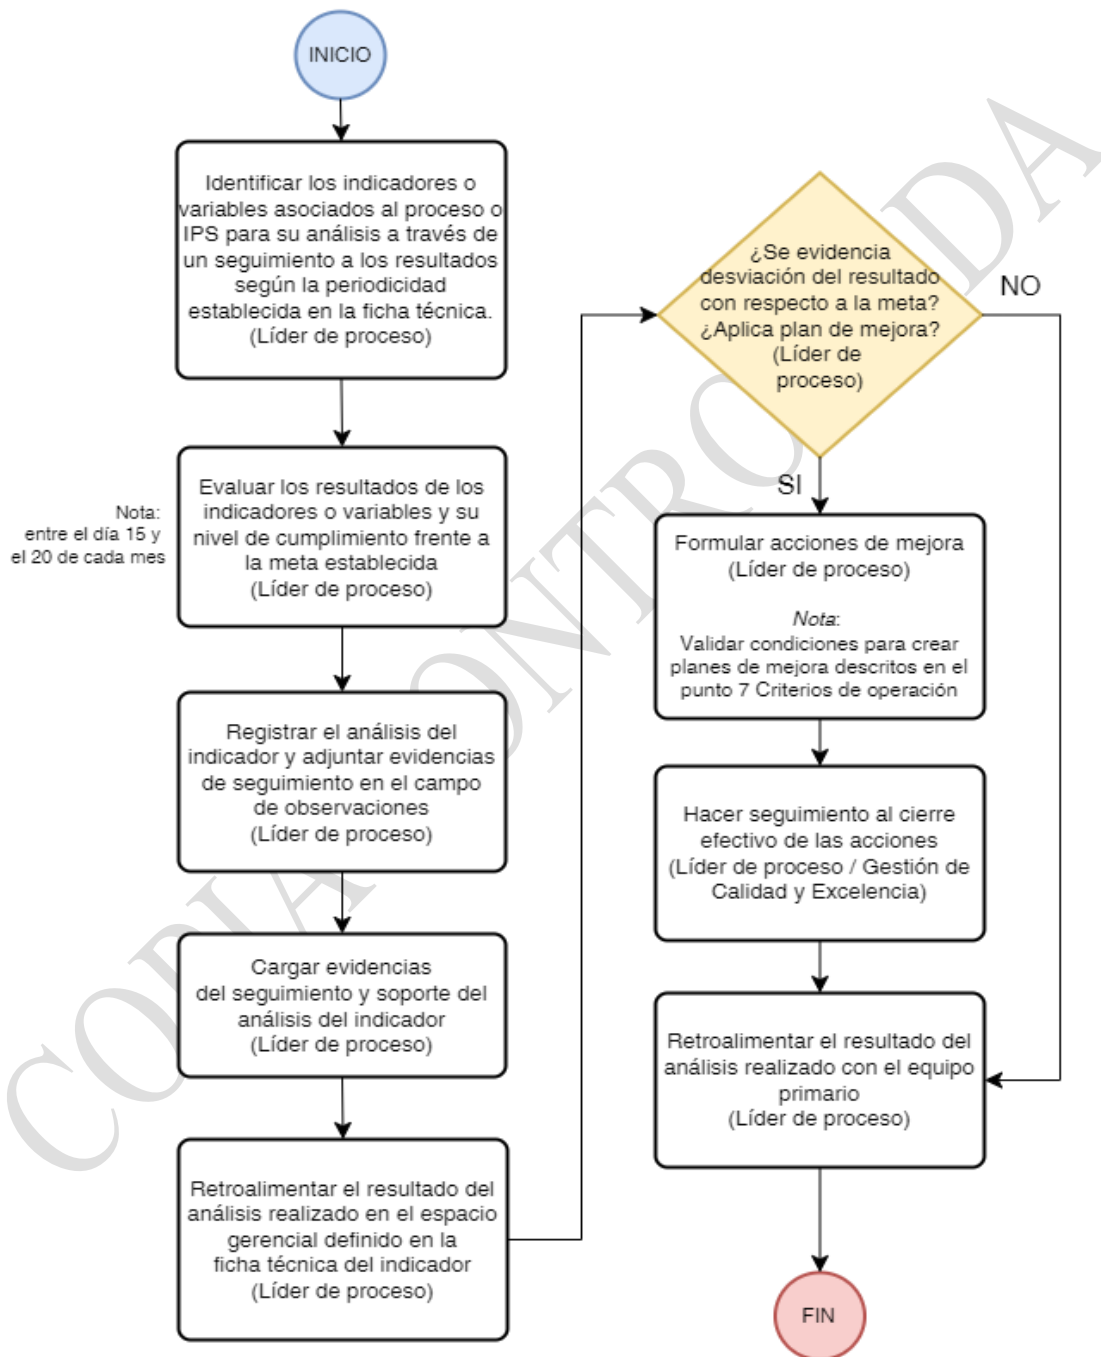 INICIO
Identificar los indicadores o
variables asociados al proceso o
IPS para su análisis a través de
un seguimiento a los resultados
según la periodicidad
establecida en la ficha técnica.
(Líder de proceso)
Nota:
entre el día 15 y
el 20 de cada mes
Evaluar los resultados de los
indicadores o variables y su
nivel de cumplimiento frente a
la meta establecida
(Líder de proceso)
Registrar el análisis del
indicador y adjuntar evidencias
de seguimiento en el campo
de observaciones
(Líder de proceso)
Cargar evidencias
del seguimiento y soporte del
análisis del indicador
(Líder de proceso)
Retroalimentar el resultado del
análisis realizado en el espacio
gerencial definido en la
ficha técnica del indicador
(Líder de proceso)
¿Se evidencia
desviación del resultado
con respecto a la meta?
¿Aplica plan de mejora?
(Líder de
proceso)
NO
SI
Formular acciones de mejora
(Líder de proceso)
Nota:
Validar condiciones para crear
planes de mejora descritos en el
punto 7 Criterios de operación
Hacer seguimiento al cierre
efectivo de las acciones
(Líder de proceso / Gestión de
Calidad y Excelencia)
Retroalimentar el resultado del
análisis realizado con el equipo
primario
(Líder de proceso)
FIN